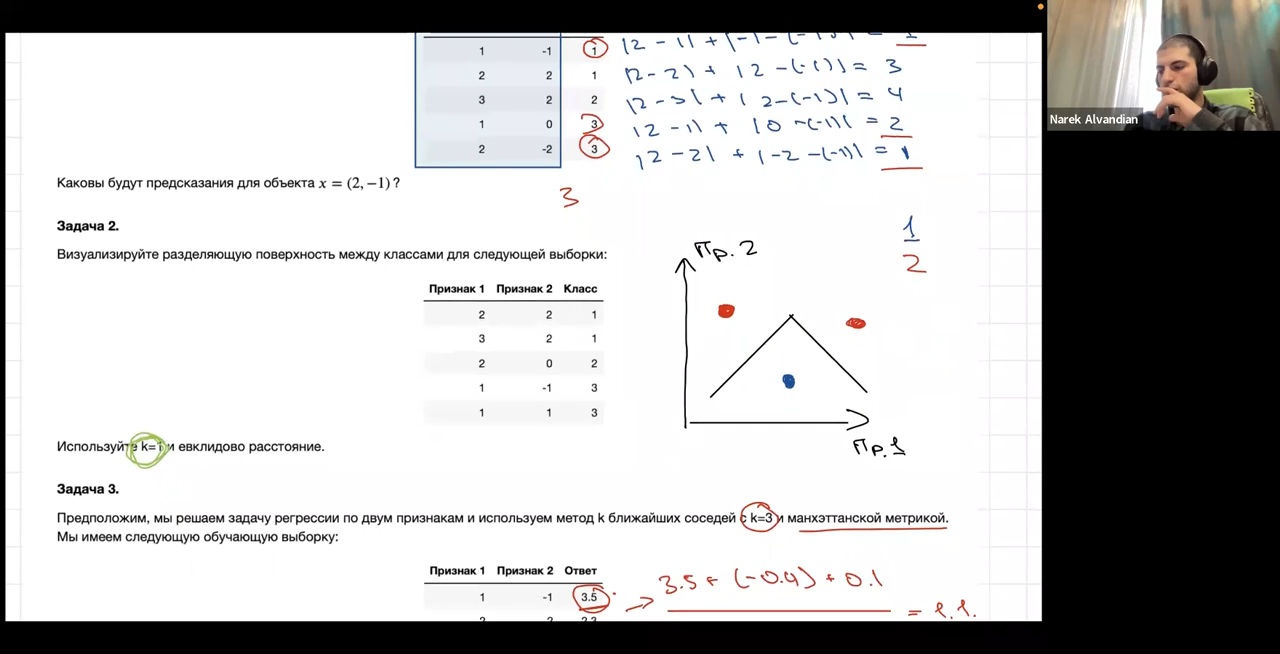 |2-1| + |-1-(-1)| = 1
1 -1 1
2 2 1 |2-2| + |2-(-1)| = 3
3 2 2 |2-3| + |2-(-1)| = 4
1 0 3 |2-1| + |0-(-1)| = 2
2 -2 3 |2-2| + |-2-(-1)| = 1
Narek Alvandian
Каковы будут предсказания для объекта x = (2, −1) ?
3
Задача 2.
1
2
Визуализируйте разделяющую поверхность между классами для следующей выборки:
Пр. 2
Признак 1 Признак 2 Класс
2 2 1
3 2 1
2 0 2
1 -1 3
1 1 3
Пр.1
Используйте k=1 и евклидово расстояние.
Задача 3.
Предположим, мы решаем задачу регрессии по двум признакам и используем метод k ближайших соседей с k=3 и манхэттанской метрикой.
Мы имеем следующую обучающую выборку:
Признак 1 Признак 2 Ответ
1 -1 3.5
3.5 + (-0.4) + 0.1